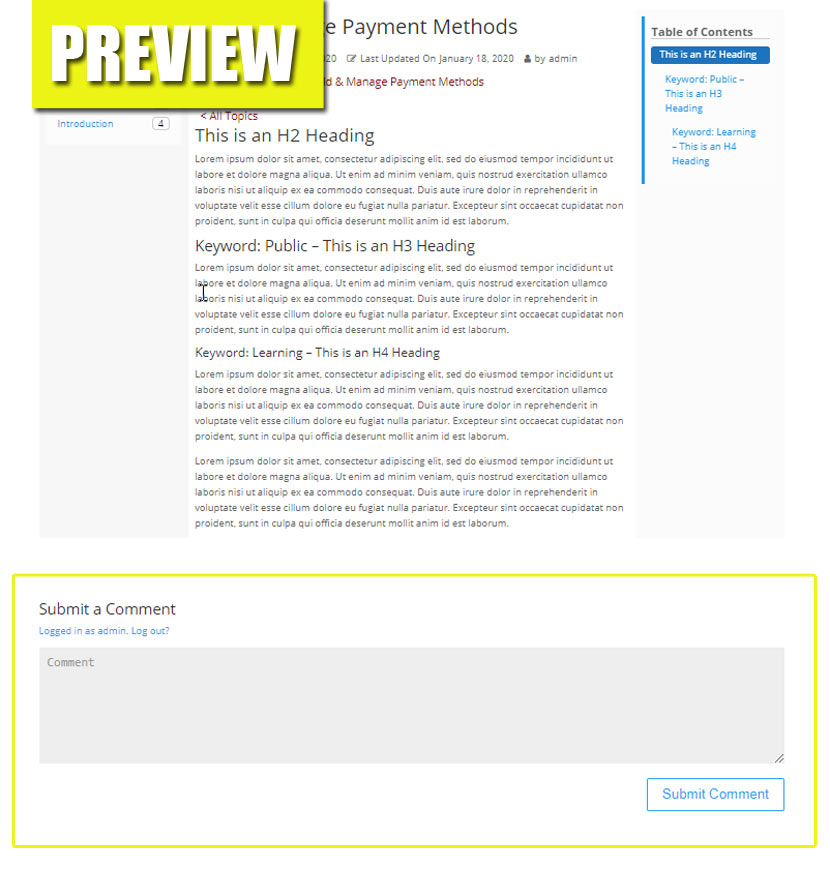 PREVIEW
e Payment Methods
020 Last Updated On January 18, 2020 by admin
ld & Manage Payment Methods
Introduction 4
< All Topics
This is an H2 Heading
Lorem ipsum dolor sit amet, consectetur adipiscing elit, sed do eiusmod tempor incididunt ut
labore et dolore magna aliqua. Ut enim ad minim veniam, quis nostrud exercitation ullamco
laboris nisi ut aliquip ex ea commodo consequat. Duis aute irure dolor in reprehenderit in
voluptate velit esse cillum dolore eu fugiat nulla pariatur. Excepteur sint occaecat cupidatat non
proident, sunt in culpa qui officia deserunt mollit anim id est laborum.
Keyword: Public – This is an H3 Heading
Lorem ipsum dolor sit amet, consectetur adipiscing elit, sed do eiusmod tempor incididunt ut
labore et dolore magna aliqua. Ut enim ad minim veniam, quis nostrud exercitation ullamco
laboris nisi ut aliquip ex ea commodo consequat. Duis aute irure dolor in reprehenderit in
voluptate velit esse cillum dolore eu fugiat nulla pariatur. Excepteur sint occaecat cupidatat non
proident, sunt in culpa qui officia deserunt mollit anim id est laborum.
Keyword: Learning – This is an H4 Heading
Lorem ipsum dolor sit amet, consectetur adipiscing elit, sed do eiusmod tempor incididunt ut
labore et dolore magna aliqua. Ut enim ad minim veniam, quis nostrud exercitation ullamco
laboris nisi ut aliquip ex ea commodo consequat. Duis aute irure dolor in reprehenderit in
voluptate velit esse cillum dolore eu fugiat nulla pariatur. Excepteur sint occaecat cupidatat non
proident, sunt in culpa qui officia deserunt mollit anim id est laborum.
Lorem ipsum dolor sit amet, consectetur adipiscing elit, sed do eiusmod tempor incididunt ut
labore et dolore magna aliqua. Ut enim ad minim veniam, quis nostrud exercitation ullamco
laboris nisi ut aliquip ex ea commodo consequat. Duis aute irure dolor in reprehenderit in
voluptate velit esse cillum dolore eu fugiat nulla pariatur. Excepteur sint occaecat cupidatat non
proident, sunt in culpa qui officia deserunt mollit anim id est laborum.
Table of Contents
This is an H2 Heading
Keyword: Public –
This is an H3
Heading
Keyword: Learning
– This is an H4
Heading
Submit a Comment
Logged in as admin. Log out?
Comment
Submit Comment